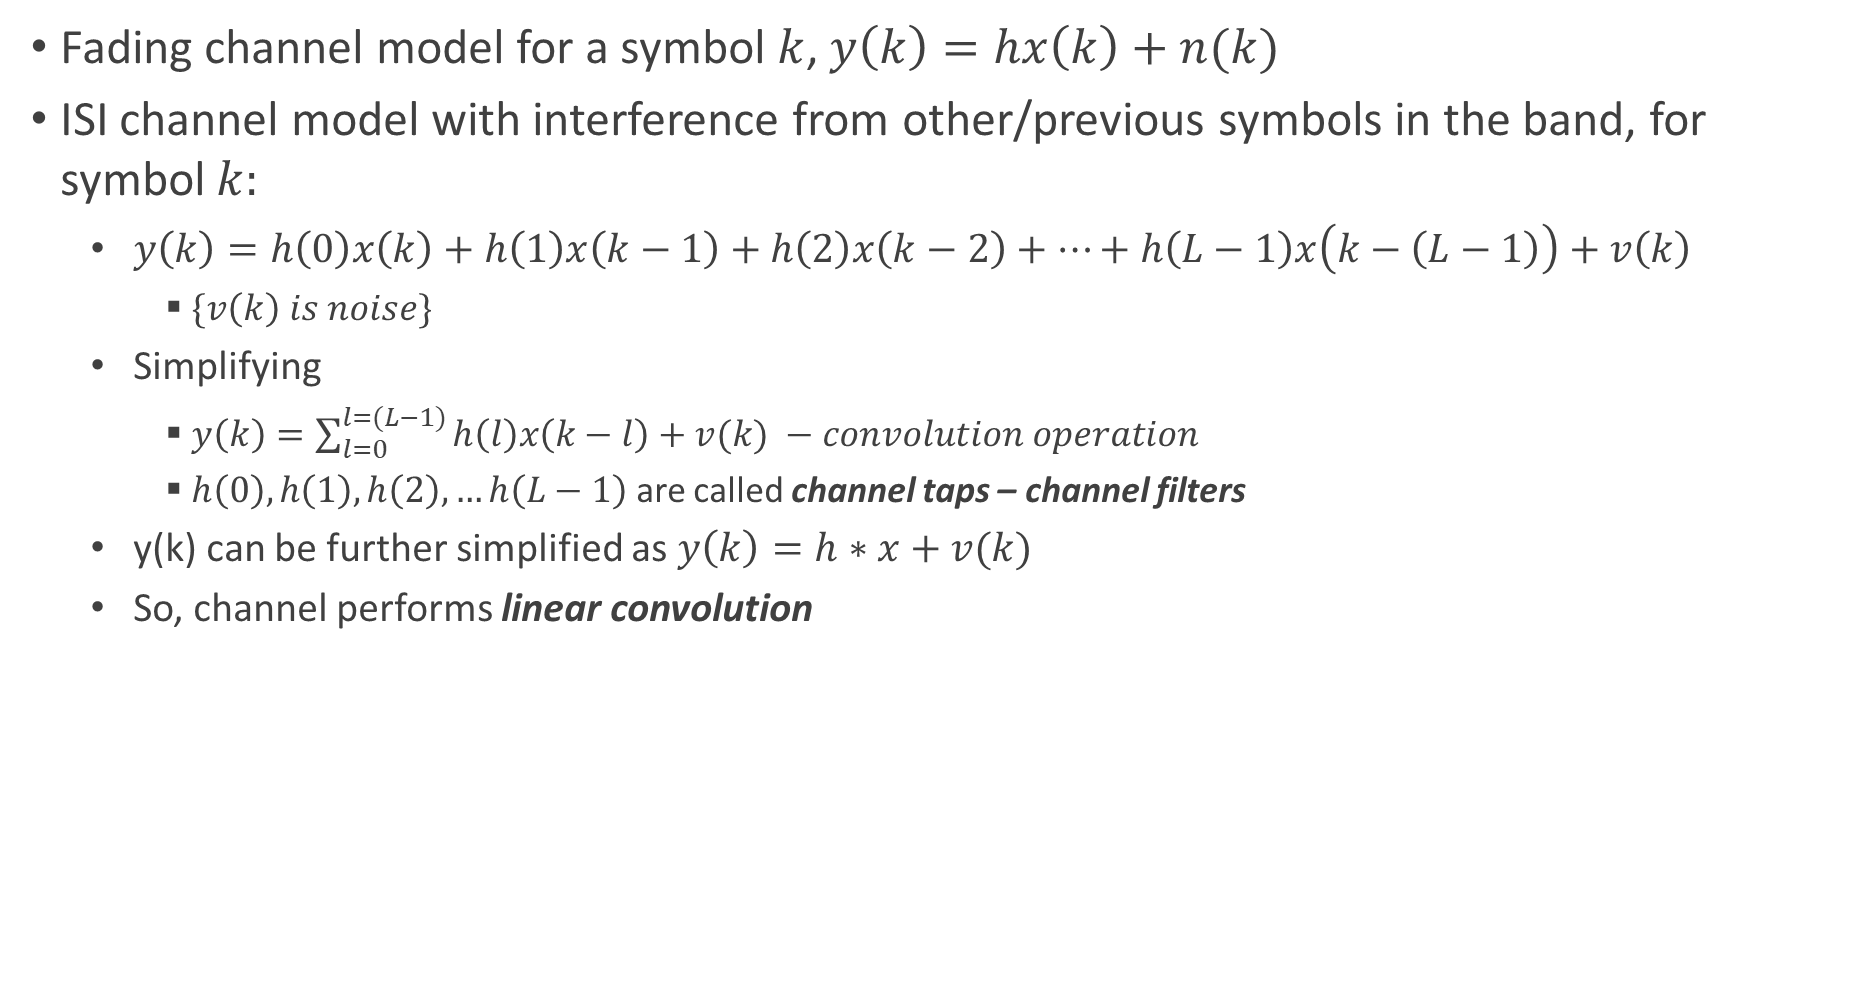 • Fading channel model for a symbol 𝑘, 𝑦(𝑘) = ℎ𝑥(𝑘) + 𝑛(𝑘)
• ISI channel model with interference from other/previous symbols in the band, for
symbol 𝑘:
• 𝑦(𝑘) = ℎ(0)𝑥(𝑘) + ℎ(1)𝑥(𝑘 − 1) + ℎ(2)𝑥(𝑘 − 2) + ⋯ + ℎ(𝐿 − 1)𝑥(𝑘 − (𝐿 − 1)) + 𝑣(𝑘)
▪ {𝑣(𝑘) 𝑖𝑠 𝑛𝑜𝑖𝑠𝑒}
• Simplifying
▪ 𝑦(𝑘) = ∑_{𝑙=0}^{𝑙=(𝐿−1)} ℎ(𝑙)𝑥(𝑘 − 𝑙) + 𝑣(𝑘) − 𝑐𝑜𝑛𝑣𝑜𝑙𝑢𝑡𝑖𝑜𝑛 𝑜𝑝𝑒𝑟𝑎𝑡𝑖𝑜𝑛
▪ ℎ(0), ℎ(1), ℎ(2), … ℎ(𝐿 − 1) are called channel taps – channel filters
• y(k) can be further simplified as 𝑦(𝑘) = ℎ ∗ 𝑥 + 𝑣(𝑘)
• So, channel performs linear convolution